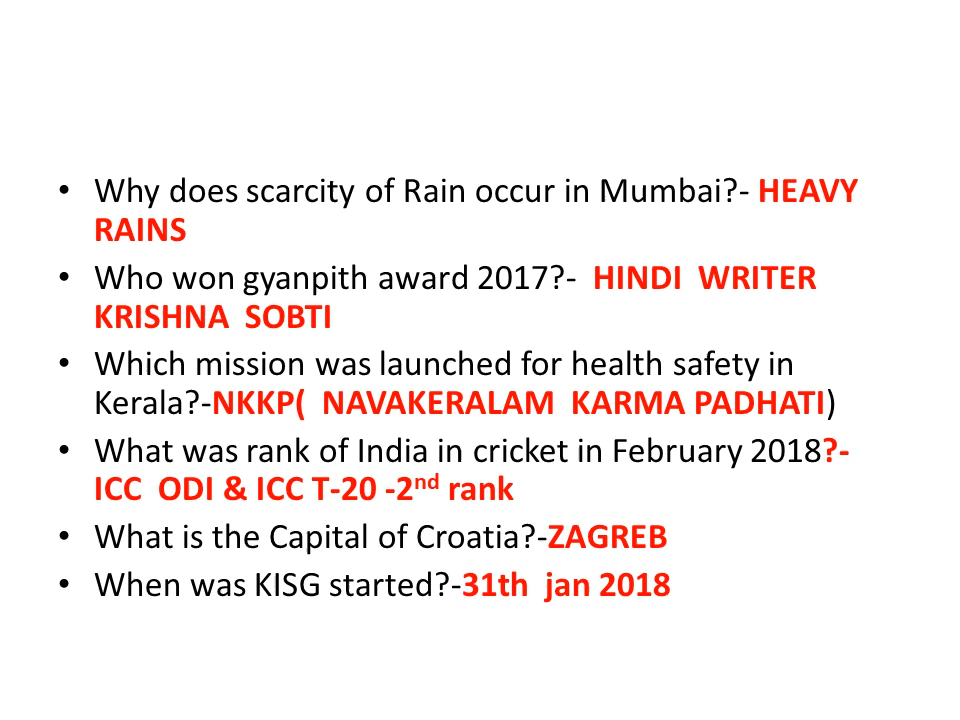 • Why does scarcity of Rain occur in Mumbai?- HEAVY
RAINS
• Who won gyanpith award 2017?-  HINDI  WRITER
KRISHNA  SOBTI
• Which mission was launched for health safety in
Kerala?-NKKP(  NAVAKERALAM  KARMA PADHATI)
• What was rank of India in cricket in February 2018?-
ICC  ODI & ICC T-20 -2nd rank
• What is the Capital of Croatia?-ZAGREB
• When was KISG started?-31th  jan 2018